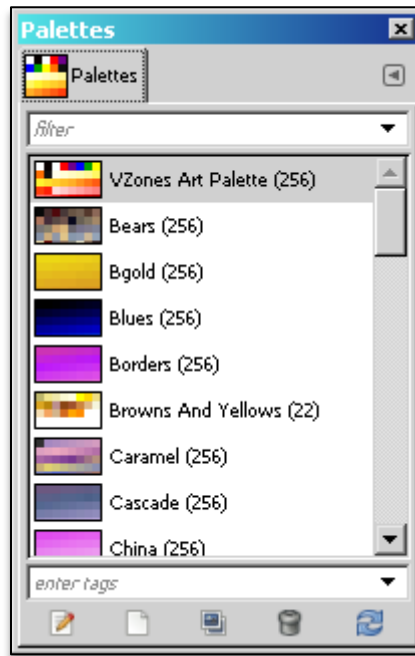 Palettes
Palettes
filter
VZones Art Palette (256)
Bears (256)
Bgold (256)
Blues (256)
Borders (256)
Browns And Yellows (22)
Caramel (256)
Cascade (256)
China (256)
enter tags